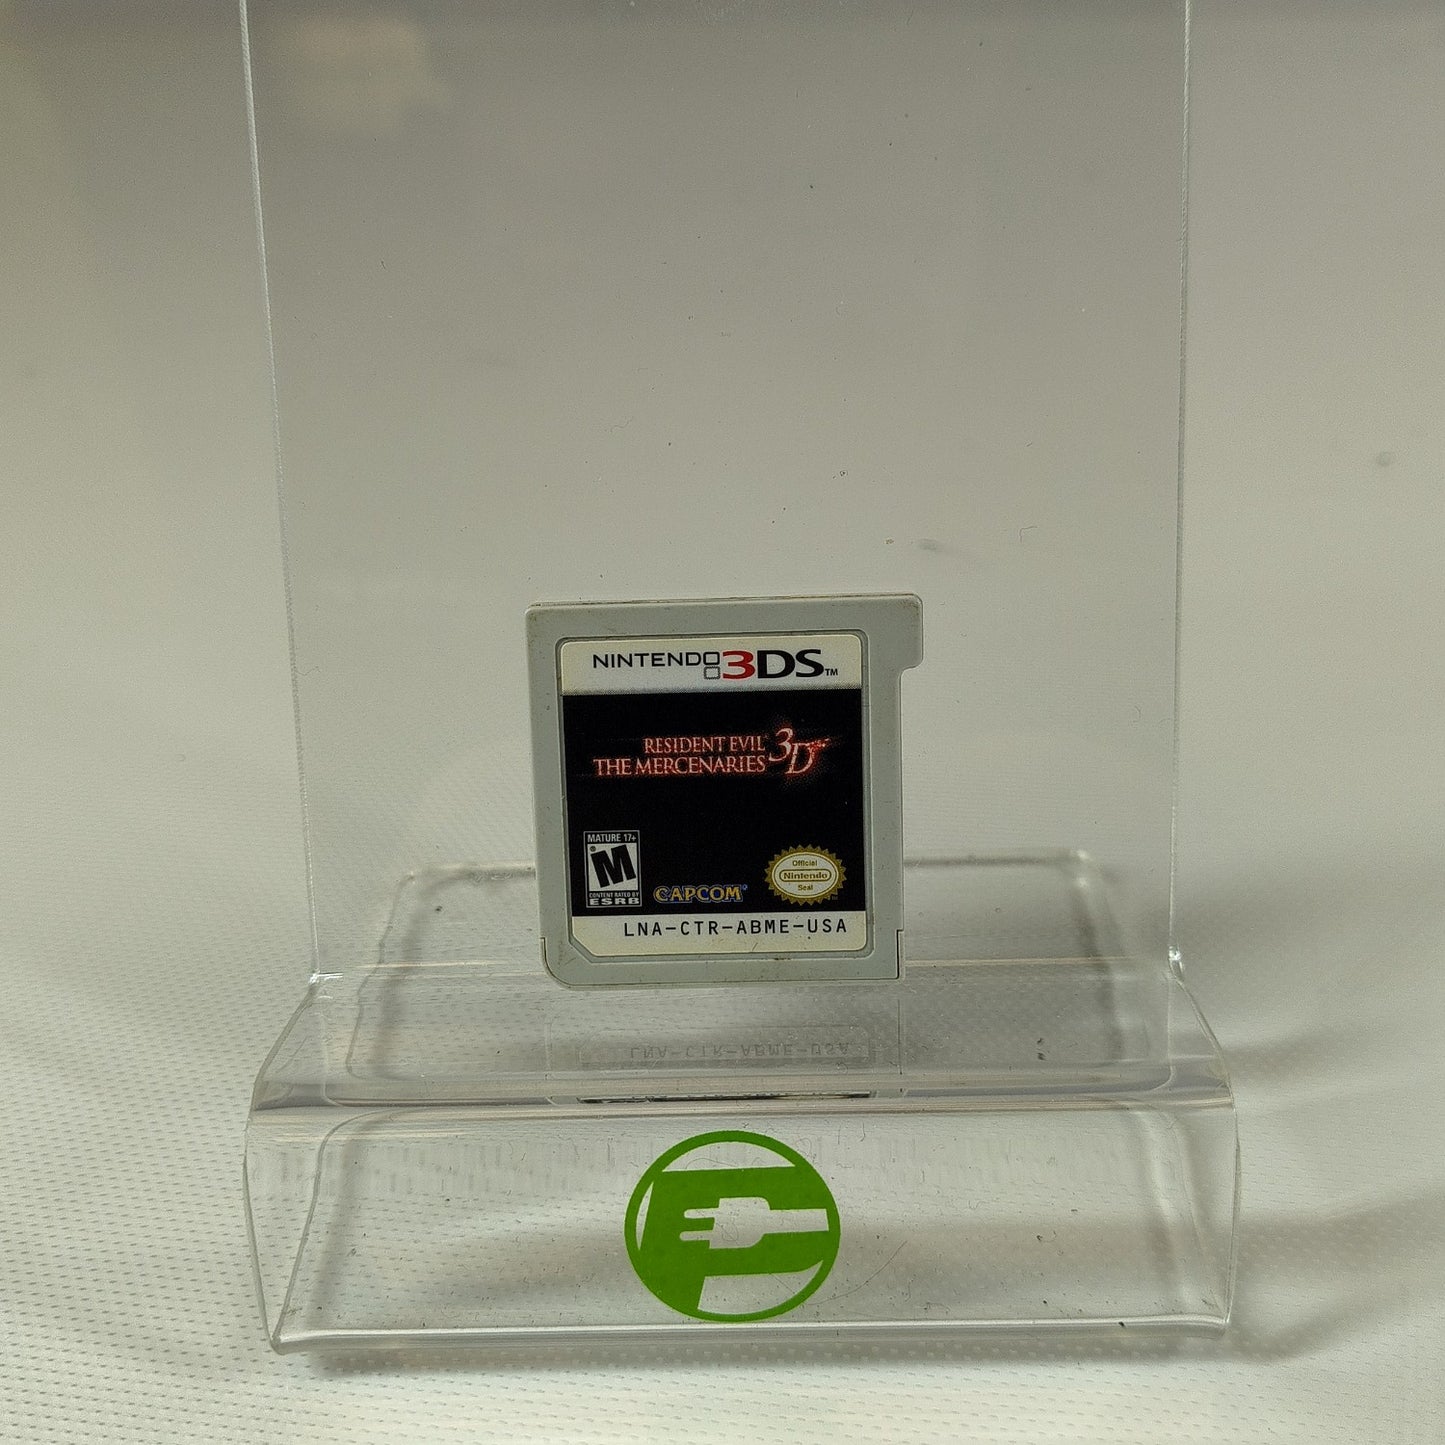 NINTENDO 3DS™
RESIDENT EVIL
THE MERCENARIES 3D
MATURE 17+
M
CONTENT RATED BY
ESRB
CAPCOM
Official
Nintendo
Seal
LNA-CTR-ABME-USA